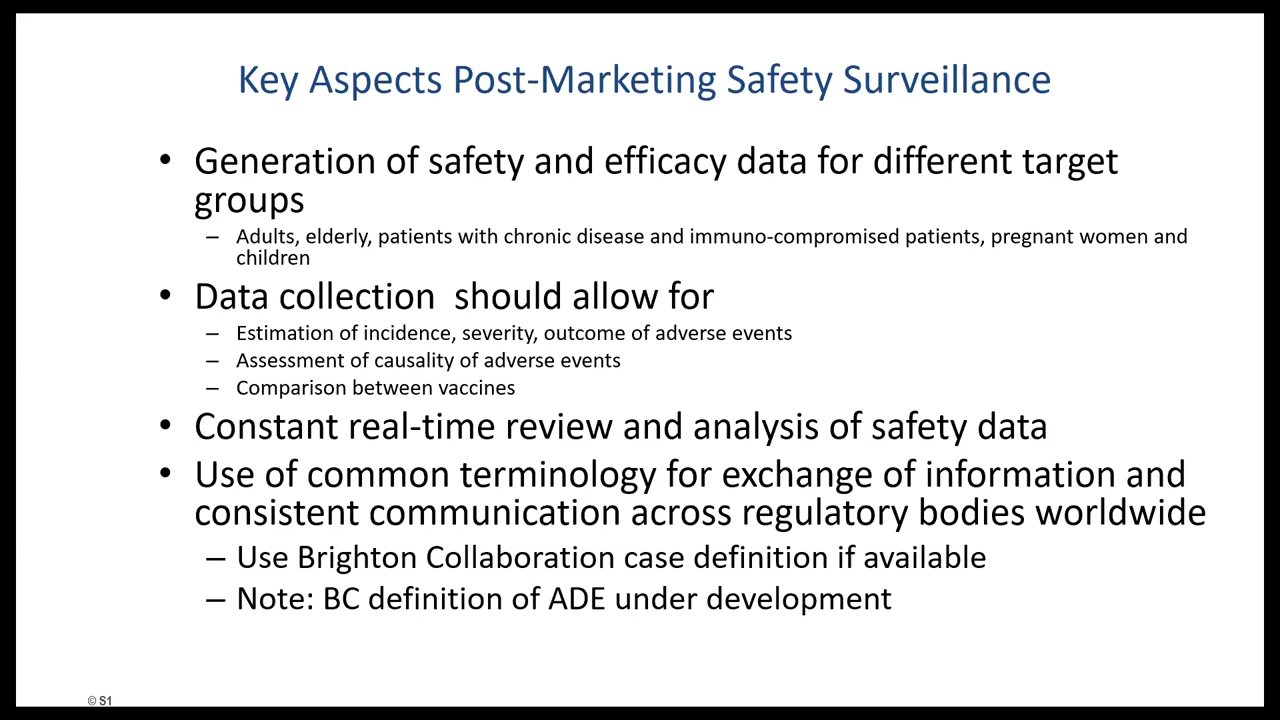 Key Aspects Post-Marketing Safety Surveillance
• Generation of safety and efficacy data for different target
groups
– Adults, elderly, patients with chronic disease and immuno-compromised patients, pregnant women and
children
• Data collection  should allow for
– Estimation of incidence, severity, outcome of adverse events
– Assessment of causality of adverse events
– Comparison between vaccines
• Constant real-time review and analysis of safety data
• Use of common terminology for exchange of information and
consistent communication across regulatory bodies worldwide
– Use Brighton Collaboration case definition if available
– Note: BC definition of ADE under development
© S1